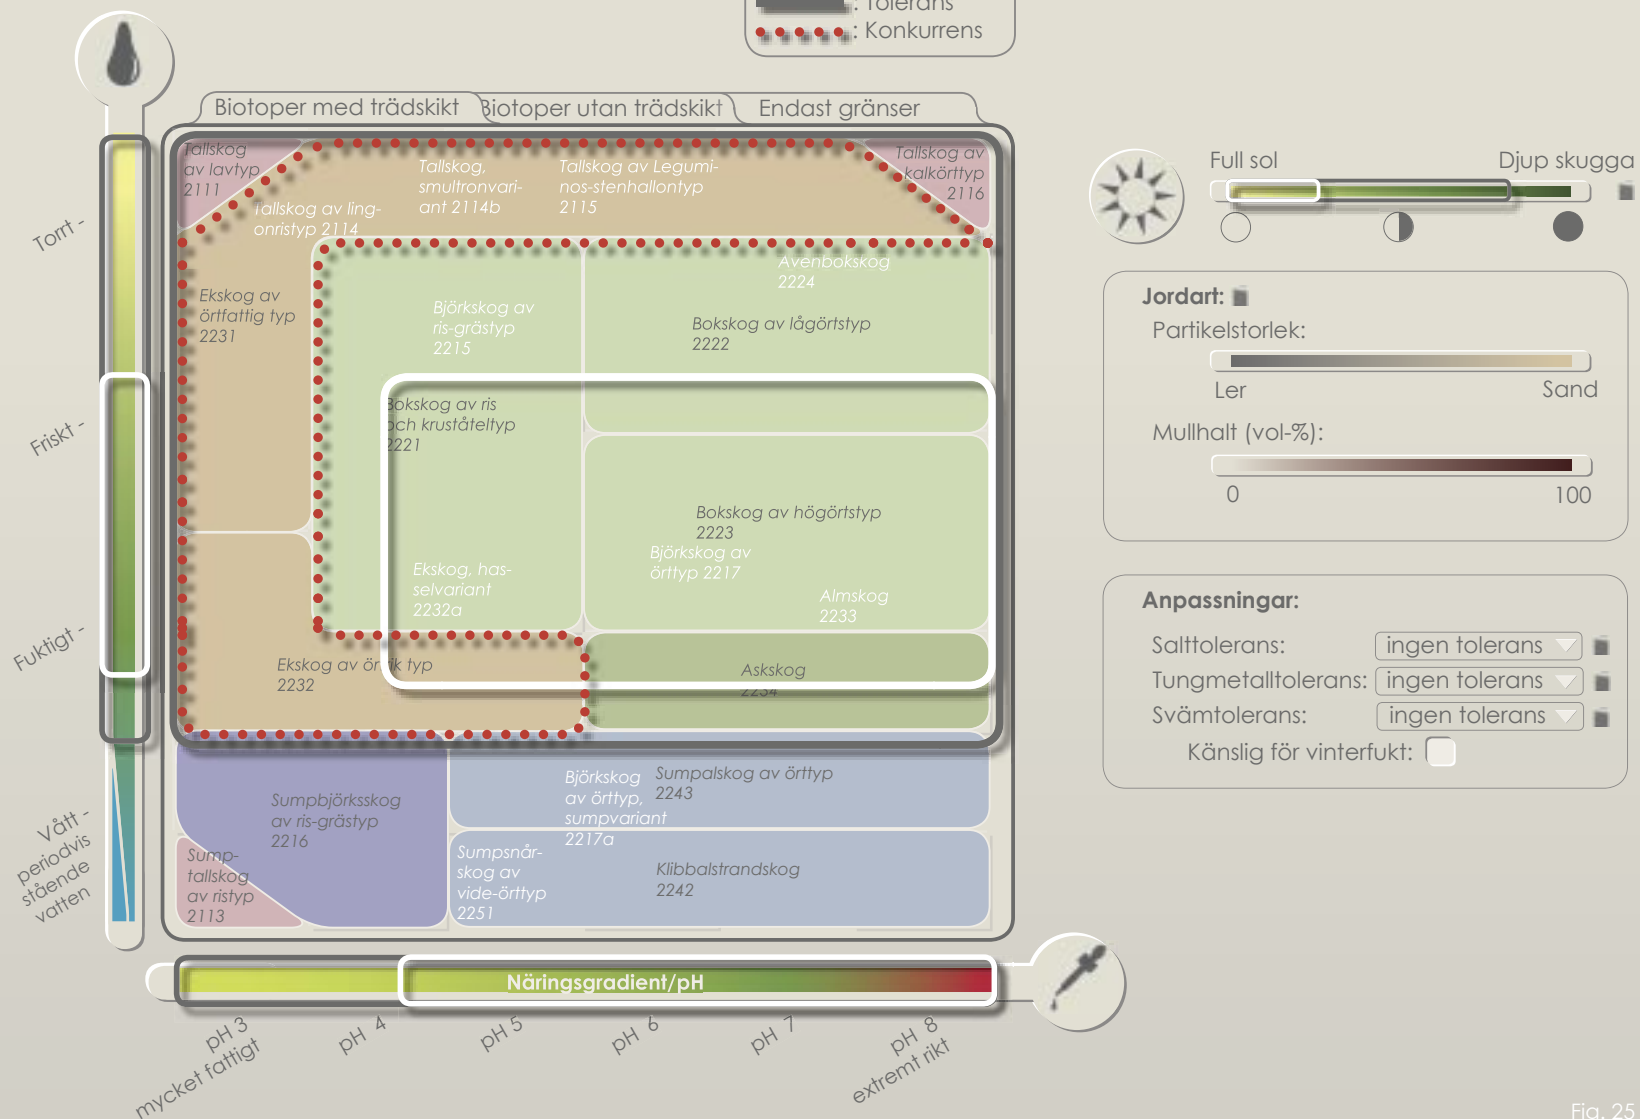 : Tolerans
: Konkurrens
Biotoper med trädskikt
Biotoper utan trädskikt
Endast gränser
Tallskog
av lavtyp
2111
Tallskog av ling-
onristyp 2114
Tallskog,
smultronvari-
ant 2114b
Tallskog av Legumi-
nos-stenhallontyp
2115
Tallskog av
kalkörttyp
2116
Ekskog av
örtfattig typ
2231
Björkskog av
ris-grästyp
2215
Avenbokskog
2224
Bokskog av lågörtstyp
2222
Bokskog av ris
och kruståteltyp
2221
Bokskog av högörtstyp
2223
Björkskog av
örttyp 2217
Ekskog, has-
selvariant
2232a
Almskog
2233
Ekskog av örtrik typ
2232
Askskog
2234
Sumpbjörksskog
av ris-grästyp
2216
Björkskog
av örttyp,
sumpvariant
2217a
Sumpalskog av örttyp
2243
Sump-
tallskog
av ristyp
2113
Sumpsnår-
skog av
vide-örttyp
2251
Klibbalstrandskog
2242
Torrt -
Friskt -
Fuktigt -
Vått -
periodvis
stående
vatten
Näringsgradient/pH
pH 3
mycket fattigt
pH 4
pH 5
pH 6
pH 7
pH 8
extremt rikt
Full sol
Djup skugga
Jordart:
Partikelstorlek:
Ler
Sand
Mullhalt (vol-%):
0
100
Anpassningar:
Salttolerans: ingen tolerans
Tungmetalltolerans: ingen tolerans
Svämtolerans: ingen tolerans
Känslig för vinterfukt:
Fig. 25